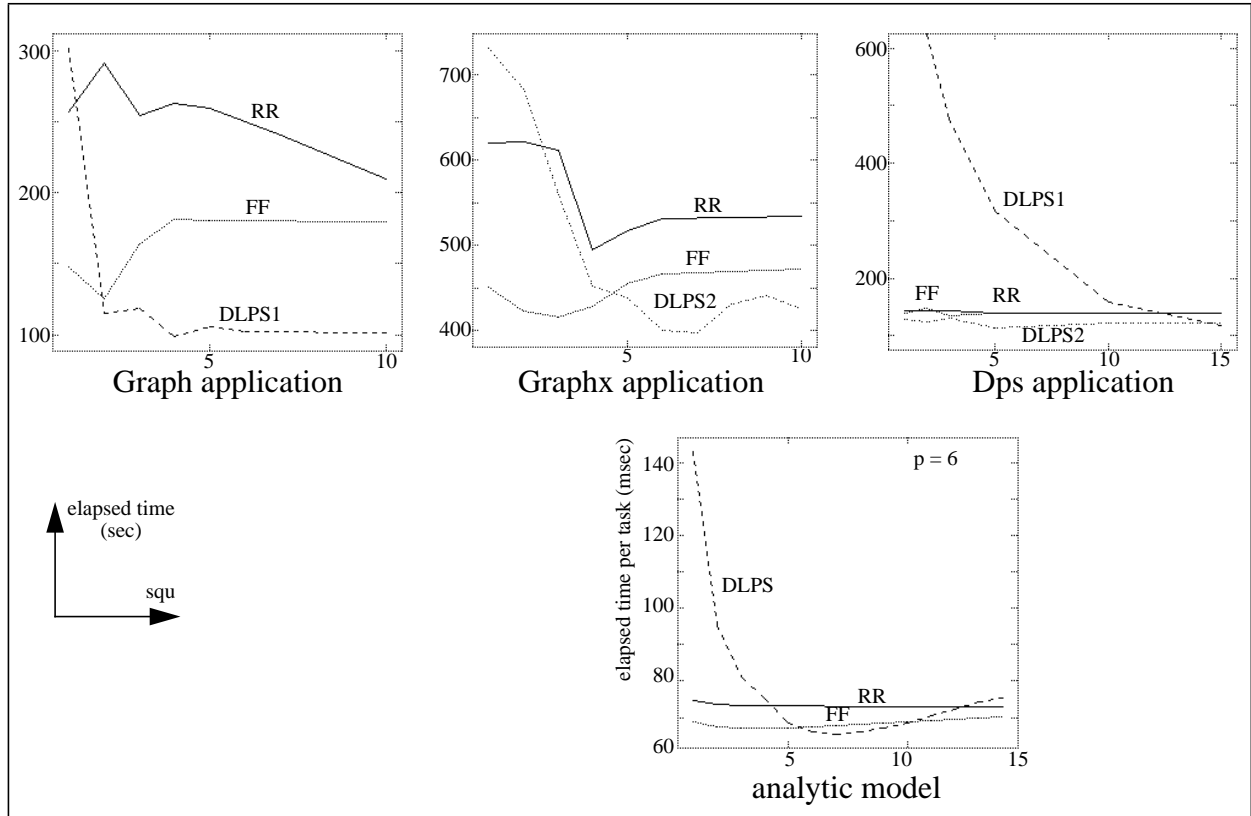 300
250
200
100
RR
FF
DLPS1
5
10
Graph application
700
600
500
400
RR
FF
DLPS2
5
10
Graphx application
600
400
200
DLPS1
FF
RR
DLPS2
5
10
15
Dps application
elapsed time
(sec)
squ
elapsed time per task (msec)
140
120
100
80
60
p = 6
DLPS
RR
FF
5
10
15
analytic model